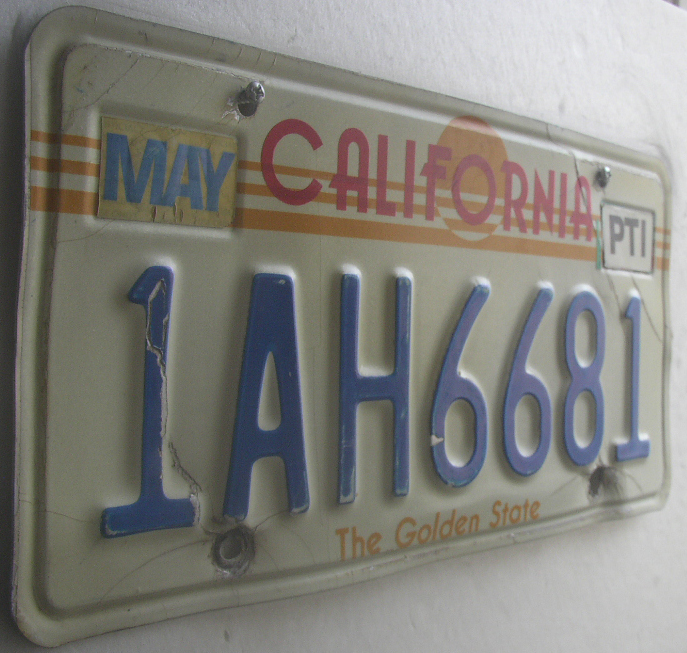 MAY CALIFORNIA PTI
1AH6681
The Golden State